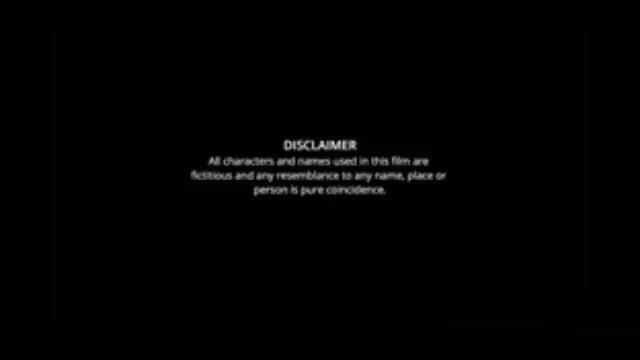 DISCLAIMER
All characters and names used in this film are
fictitious and any resemblance to any name, place or
person is pure coincidence.